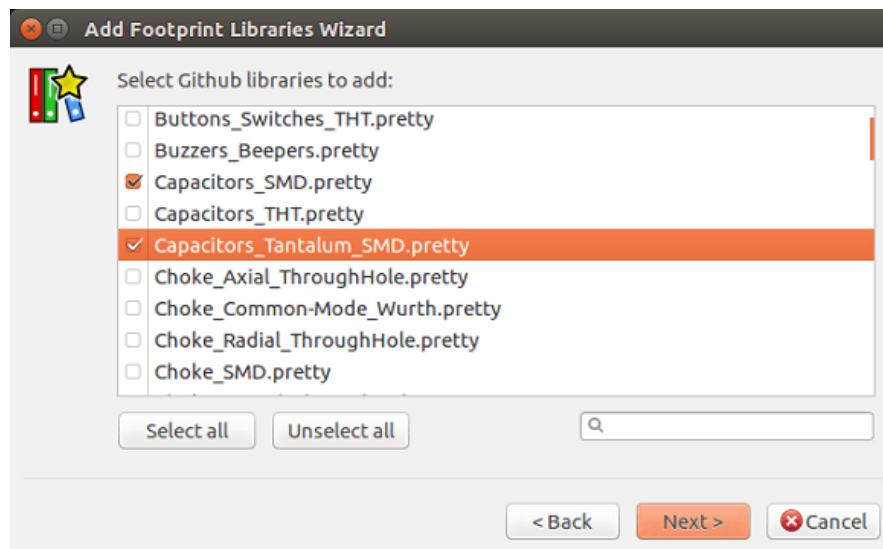 Add Footprint Libraries Wizard
Select Github libraries to add:
Buttons_Switches_THT.pretty
Buzzers_Beepers.pretty
Capacitors_SMD.pretty
Capacitors_THT.pretty
Capacitors_Tantalum_SMD.pretty
Choke_Axial_ThroughHole.pretty
Choke_Common-Mode_Wurth.pretty
Choke_Radial_ThroughHole.pretty
Choke_SMD.pretty
Select all Unselect all
< Back Next > Cancel